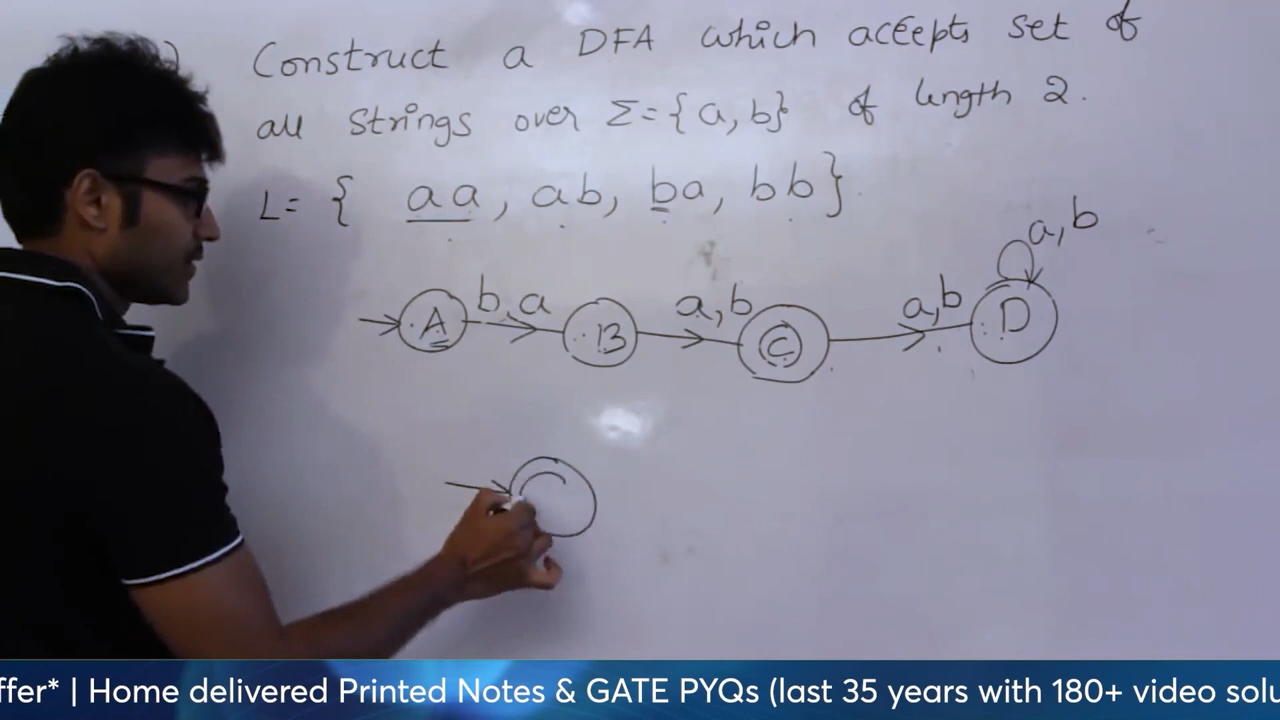 )
Construct a DFA which accepts set of
all strings over Σ={a, b} of length 2.
L= { aa, ab, ba, bb}
a,b
b,a a,b a,b
A B C D
ffer* | Home delivered Printed Notes & GATE PYQs (last 35 years with 180+ video solu